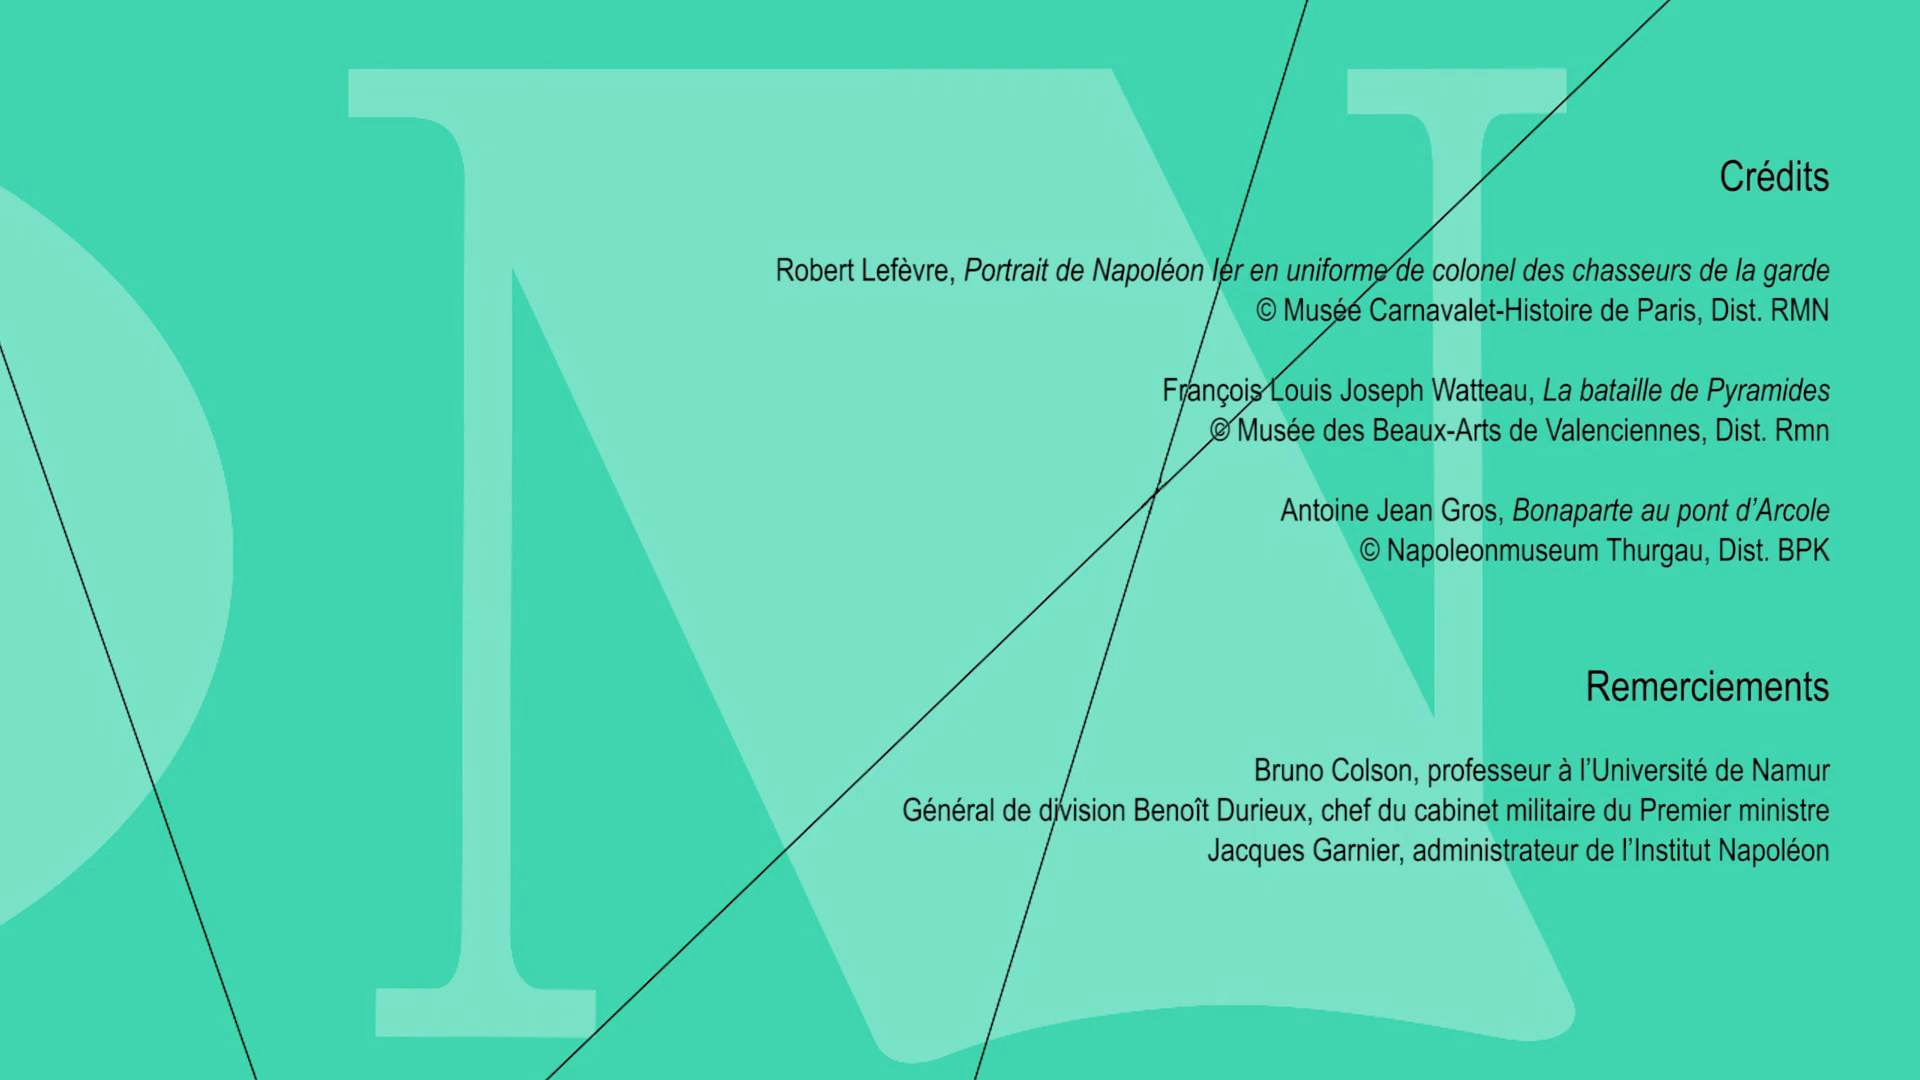 Crédits
Robert Lefèvre, Portrait de Napoléon Ier en uniforme de colonel des chasseurs de la garde
© Musée Carnavalet-Histoire de Paris, Dist. RMN
François Louis Joseph Watteau, La bataille de Pyramides
© Musée des Beaux-Arts de Valenciennes, Dist. Rmn
Antoine Jean Gros, Bonaparte au pont d’Arcole
© Napoleonmuseum Thurgau, Dist. BPK
Remerciements
Bruno Colson, professeur à l’Université de Namur
Général de division Benoît Durieux, chef du cabinet militaire du Premier ministre
Jacques Garnier, administrateur de l’Institut Napoléon